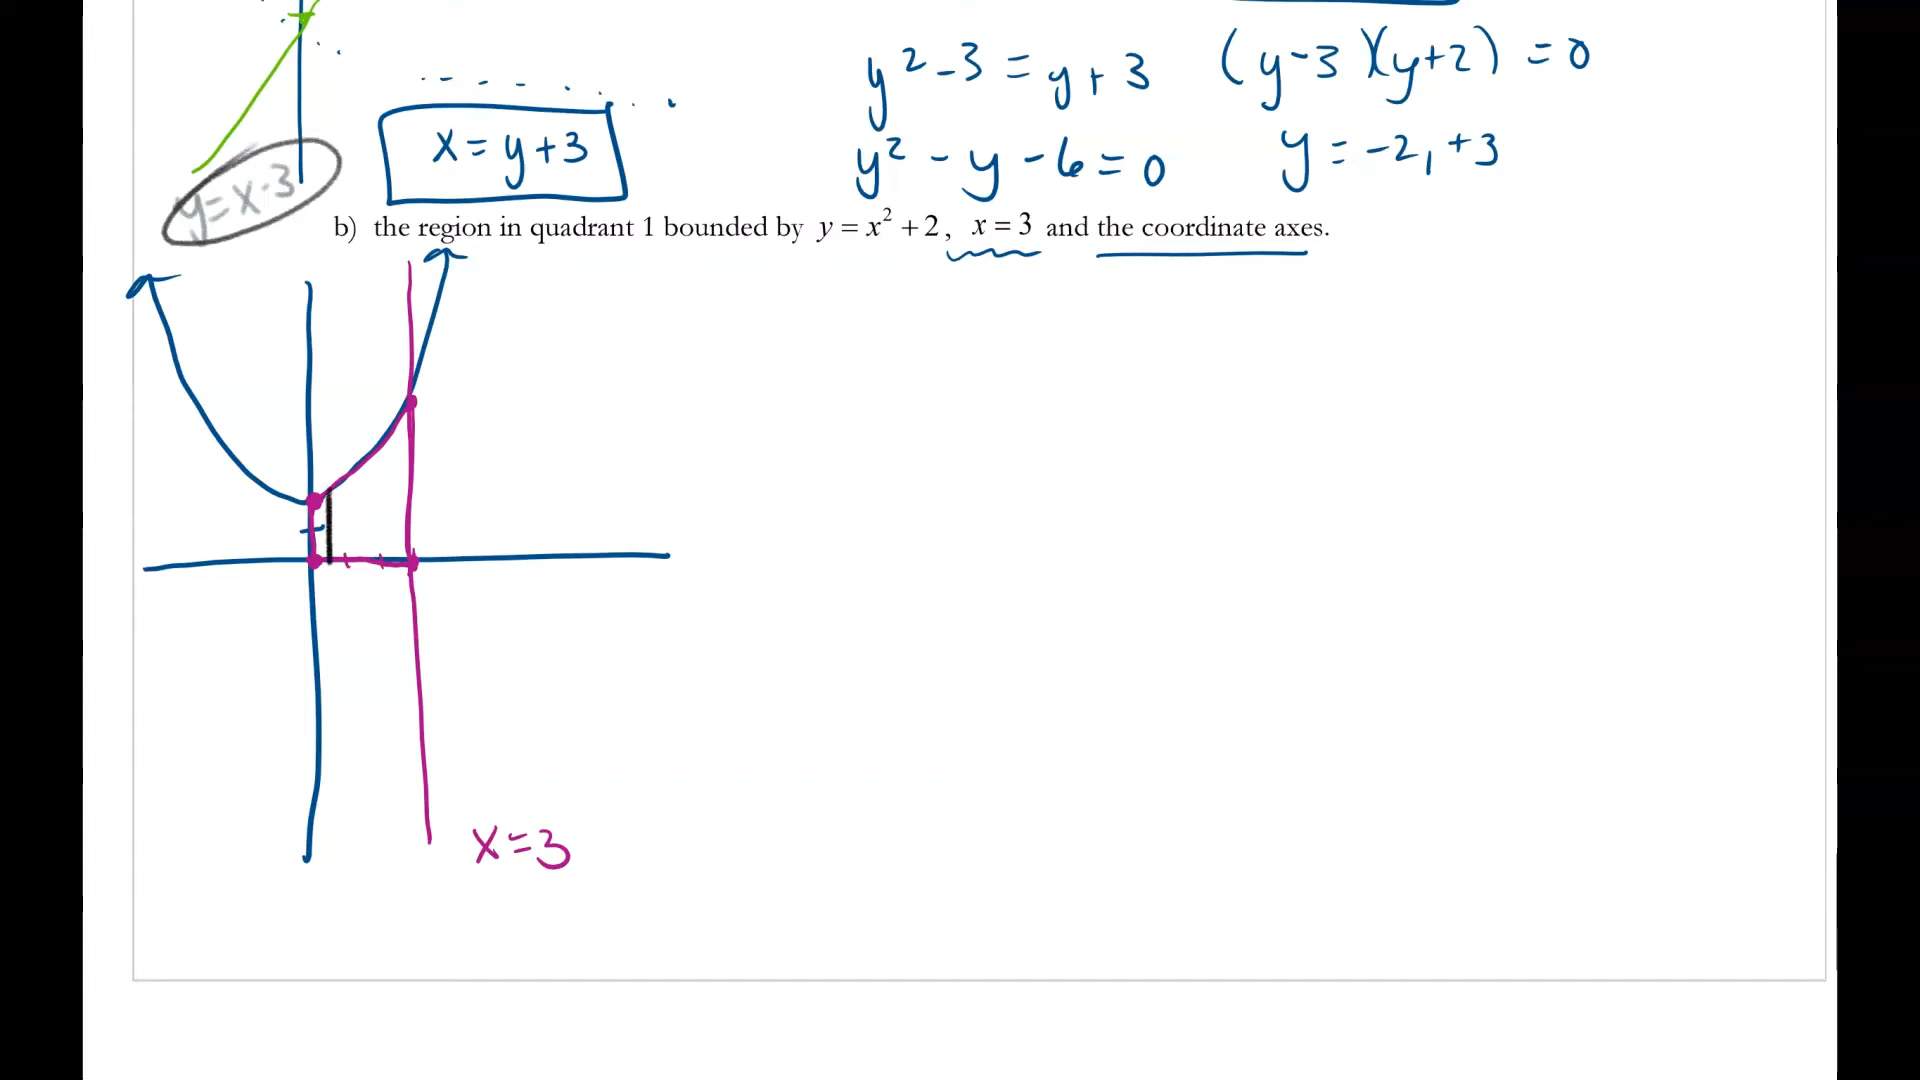 y² - 3 = y + 3 (y - 3)(y + 2) = 0
x = y + 3 y² - y - 6 = 0 y = -2, +3
y = x - 3
b) the region in quadrant 1 bounded by y = x² + 2, x = 3 and the coordinate axes.
x = 3